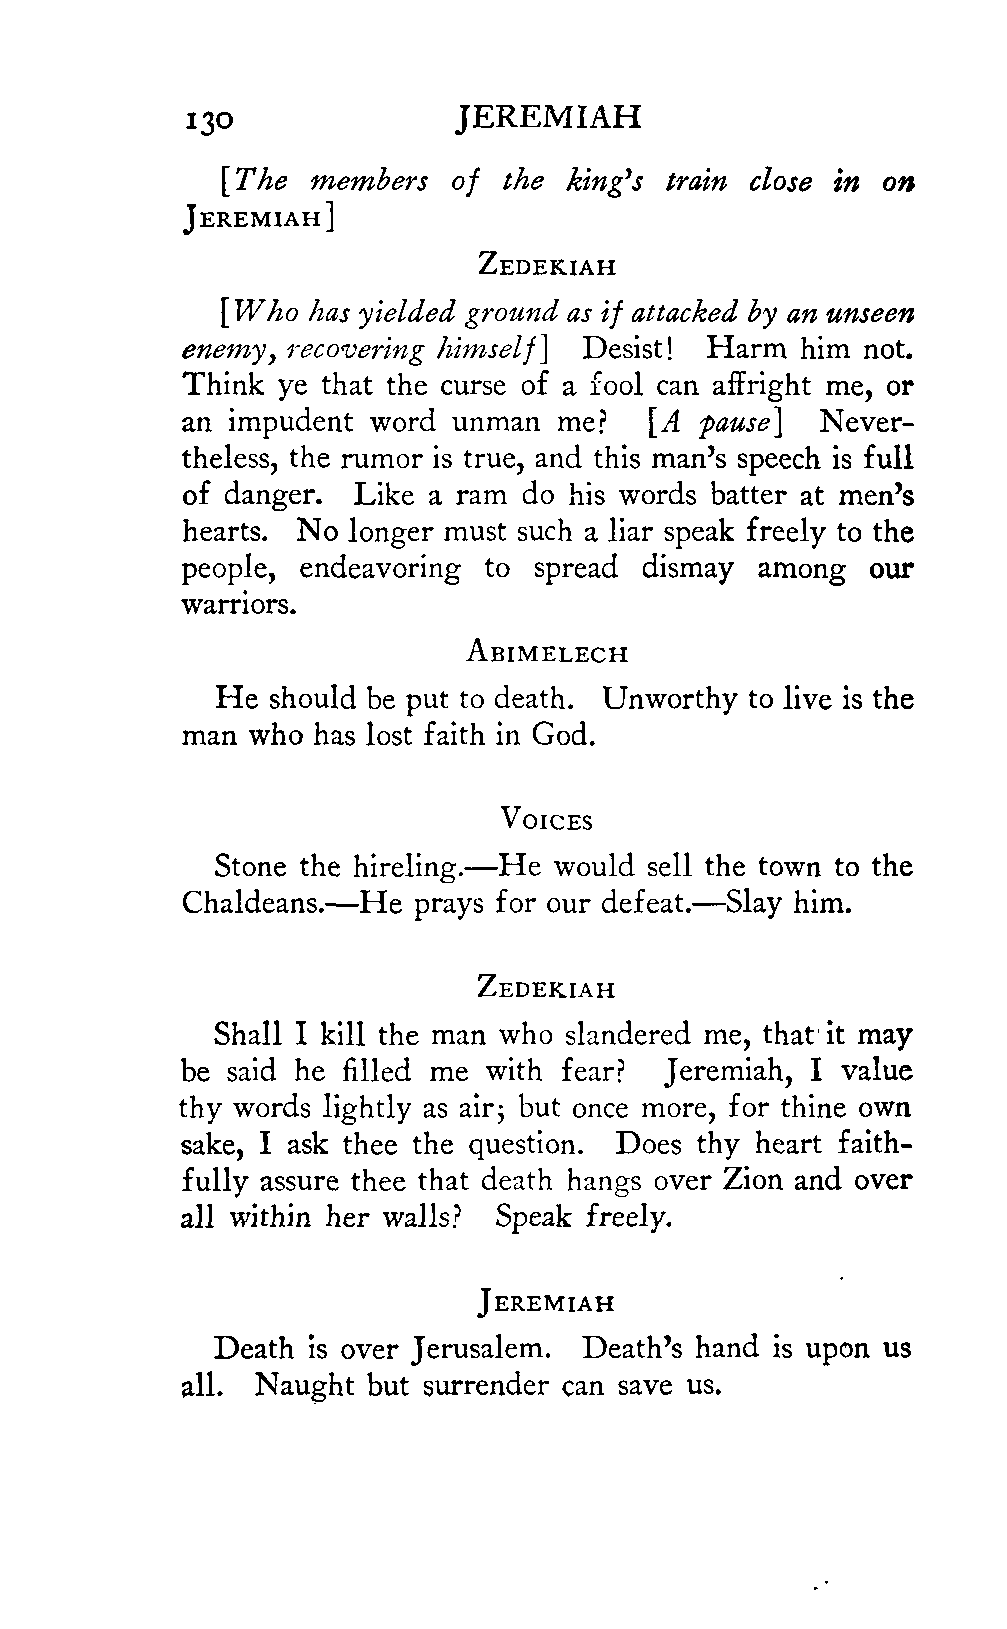 130 JEREMIAH
[The members of the king's train close in on
JEREMIAH]
ZEDEKIAH
[Who has yielded ground as if attacked by an unseen
enemy, recovering himself] Desist! Harm him not.
Think ye that the curse of a fool can affright me, or
an impudent word unman me? [A pause] Never-
theless, the rumor is true, and this man's speech is full
of danger. Like a ram do his words batter at men's
hearts. No longer must such a liar speak freely to the
people, endeavoring to spread dismay among our
warriors.
ABIMELECH
He should be put to death. Unworthy to live is the
man who has lost faith in God.
VOICES
Stone the hireling.—He would sell the town to the
Chaldeans.—He prays for our defeat.—Slay him.
ZEDEKIAH
Shall I kill the man who slandered me, that it may
be said he filled me with fear? Jeremiah, I value
thy words lightly as air; but once more, for thine own
sake, I ask thee the question. Does thy heart faith-
fully assure thee that death hangs over Zion and over
all within her walls? Speak freely.
JEREMIAH
Death is over Jerusalem. Death's hand is upon us
all. Naught but surrender can save us.